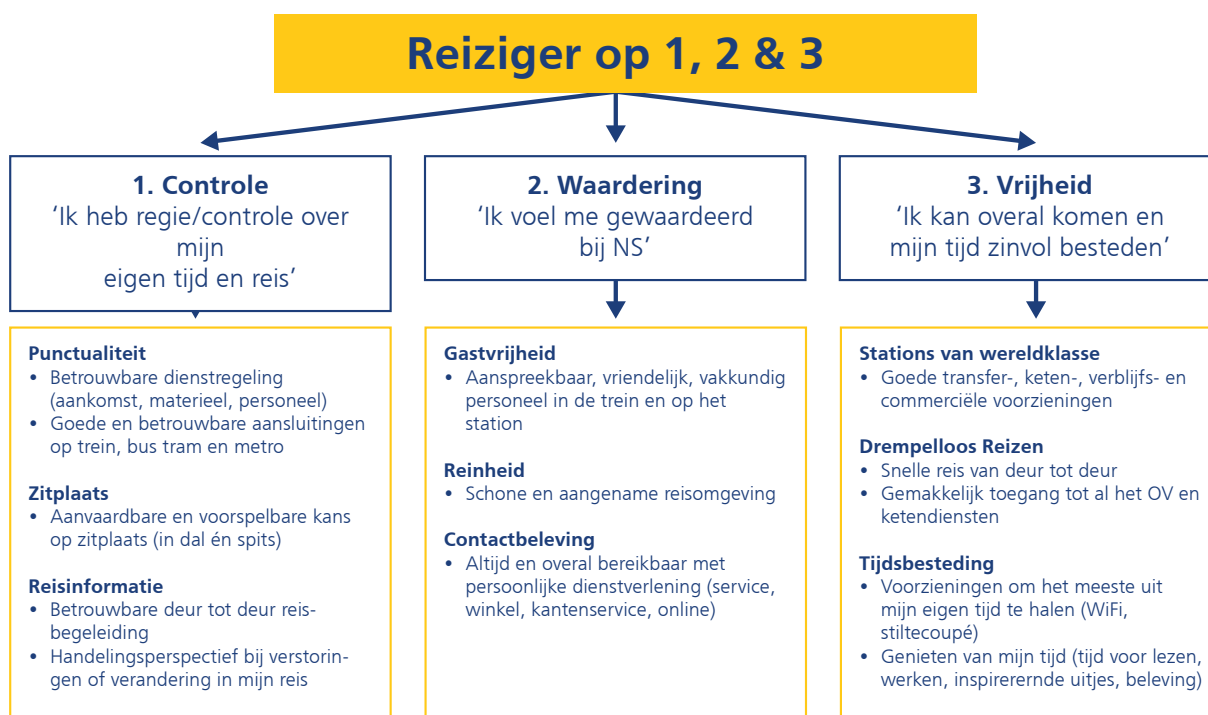 Reiziger op 1, 2 & 3
1. Controle
‘Ik heb regie/controle over
mijn
eigen tijd en reis’
Punctualiteit
• Betrouwbare dienstregeling
(aankomst, materieel, personeel)
• Goede en betrouwbare aansluitingen
op trein, bus tram en metro
Zitplaats
• Aanvaardbare en voorspelbare kans
op zitplaats (in dal én spits)
Reisinformatie
• Betrouwbare deur tot deur reis-
begeleiding
• Handelingsperspectief bij verstorin-
gen of verandering in mijn reis
2. Waardering
‘Ik voel me gewaardeerd
bij NS’
Gastvrijheid
• Aanspreekbaar, vriendelijk, vakkundig
personeel in de trein en op het
station
Reinheid
• Schone en aangename reisomgeving
Contactbeleving
• Altijd en overal bereikbaar met
persoonlijke dienstverlening (service,
winkel, kantenservice, online)
3. Vrijheid
‘Ik kan overal komen en
mijn tijd zinvol besteden’
Stations van wereldklasse
• Goede transfer-, keten-, verblijfs- en
commerciële voorzieningen
Drempelloos Reizen
• Snelle reis van deur tot deur
• Gemakkelijk toegang tot al het OV en
ketendiensten
Tijdsbesteding
• Voorzieningen om het meeste uit
mijn eigen tijd te halen (WiFi,
stiltecoupé)
• Genieten van mijn tijd (tijd voor lezen,
werken, inspirerernde uitjes, beleving)